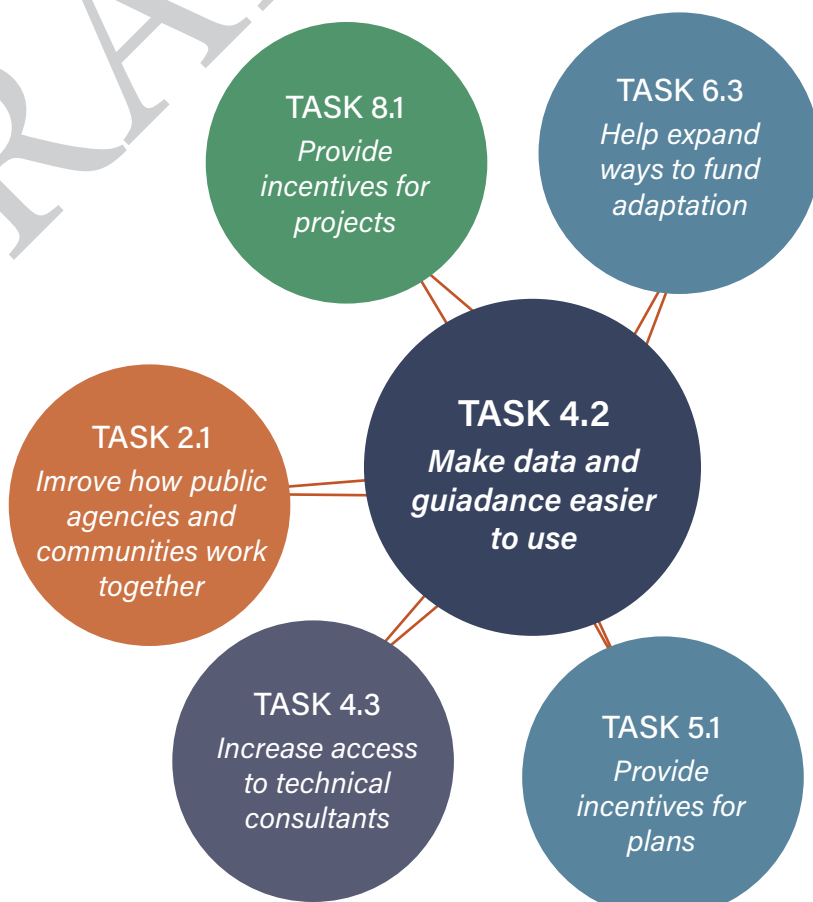 TASK 8.1
Provide
incentives for
projects
TASK 6.3
Help expand
ways to fund
adaptation
TASK 4.2
Make data and
guiadance easier
to use
TASK 2.1
Imrove how public
agencies and
communities work
together
TASK 4.3
Increase access
to technical
consultants
TASK 5.1
Provide
incentives for
plans